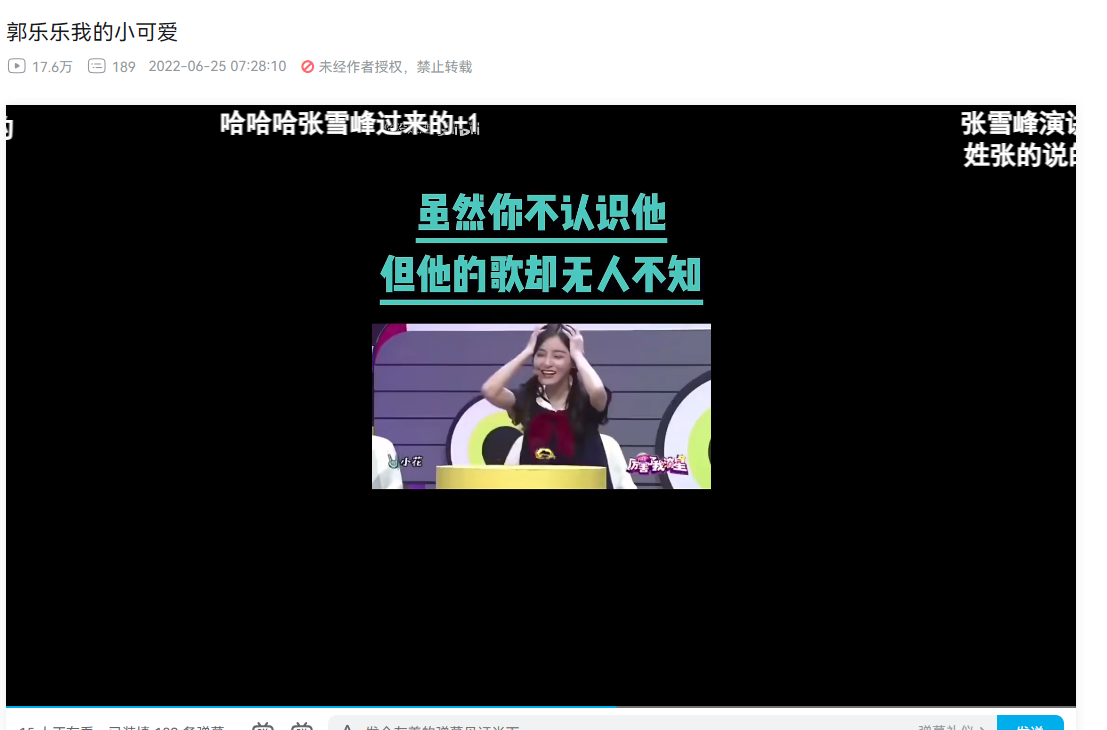 郭乐乐我的小可爱
17.6万 189 2022-06-25 07:28:10 未经作者授权，禁止转载
哈哈哈张雪峰过来的+1
张雪峰演讲
姓张的说的
虽然你不认识他
但他的歌却无人不知
小花
厉害我滚圈